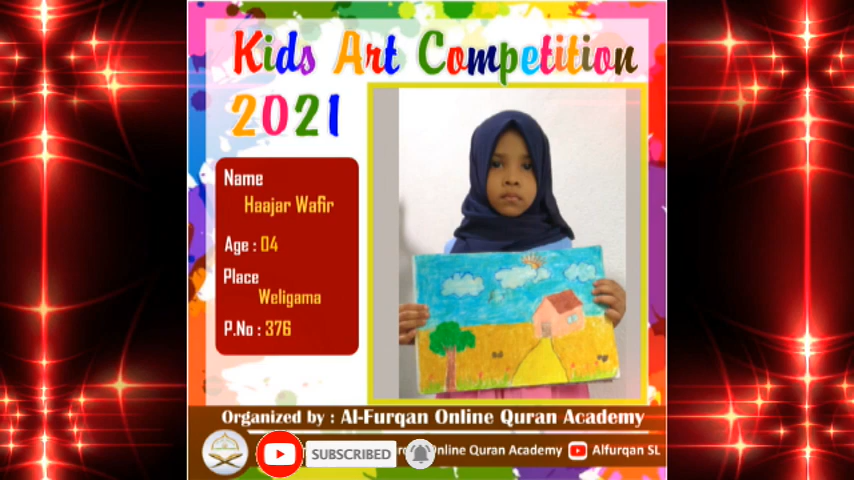 Kids Art Competition
2021
Name
Haajar Wafir
Age : 04
Place
Weligama
P.No : 376
Organized by : Al-Furqan Online Quran Academy
SUBSCRIBED
Online Quran Academy
Alfurqan SL